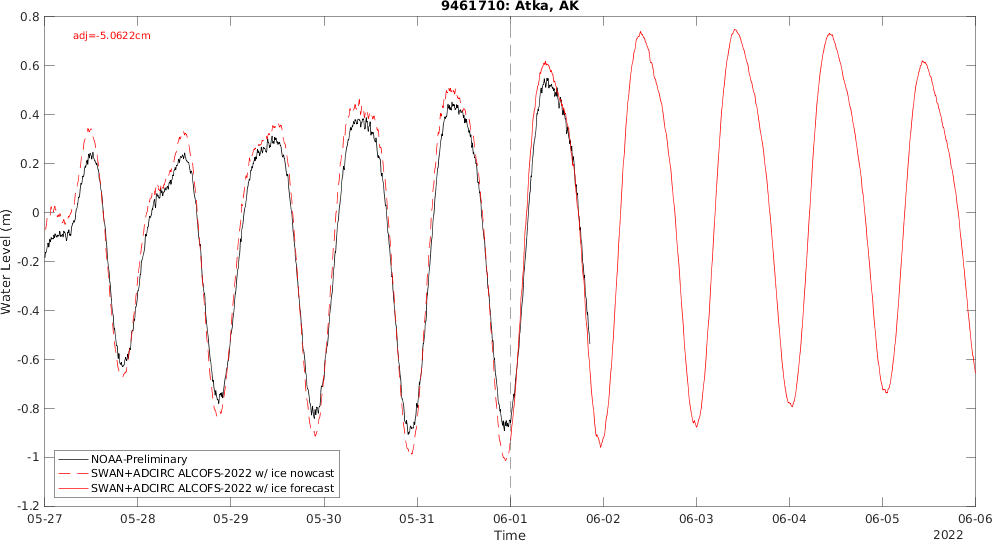 9461710: Atka, AK
adj=-5.0622cm
0.8
0.6
0.4
0.2
0
-0.2
-0.4
-0.6
-0.8
-1
-1.2
Water Level (m)
NOAA-Preliminary
SWAN+ADCIRC ALCOFS-2022 w/ ice nowcast
SWAN+ADCIRC ALCOFS-2022 w/ ice forecast
05-27 05-28 05-29 05-30 05-31 06-01 06-02 06-03 06-04 06-05 06-06
Time
2022